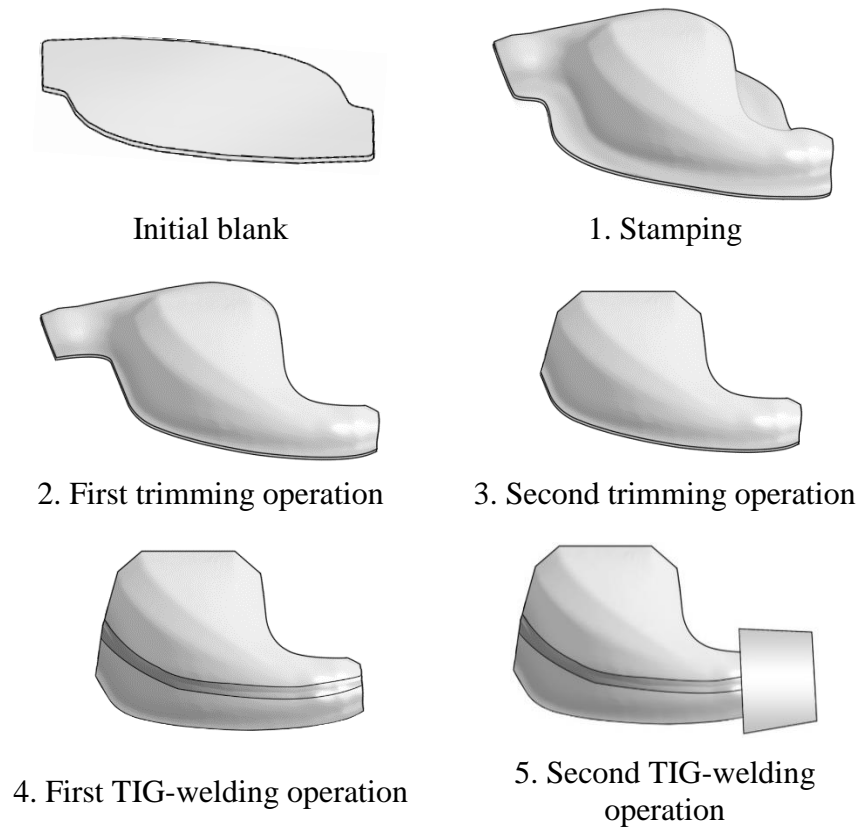 Initial blank
1. Stamping
2. First trimming operation
3. Second trimming operation
4. First TIG-welding operation
5. Second TIG-welding
operation